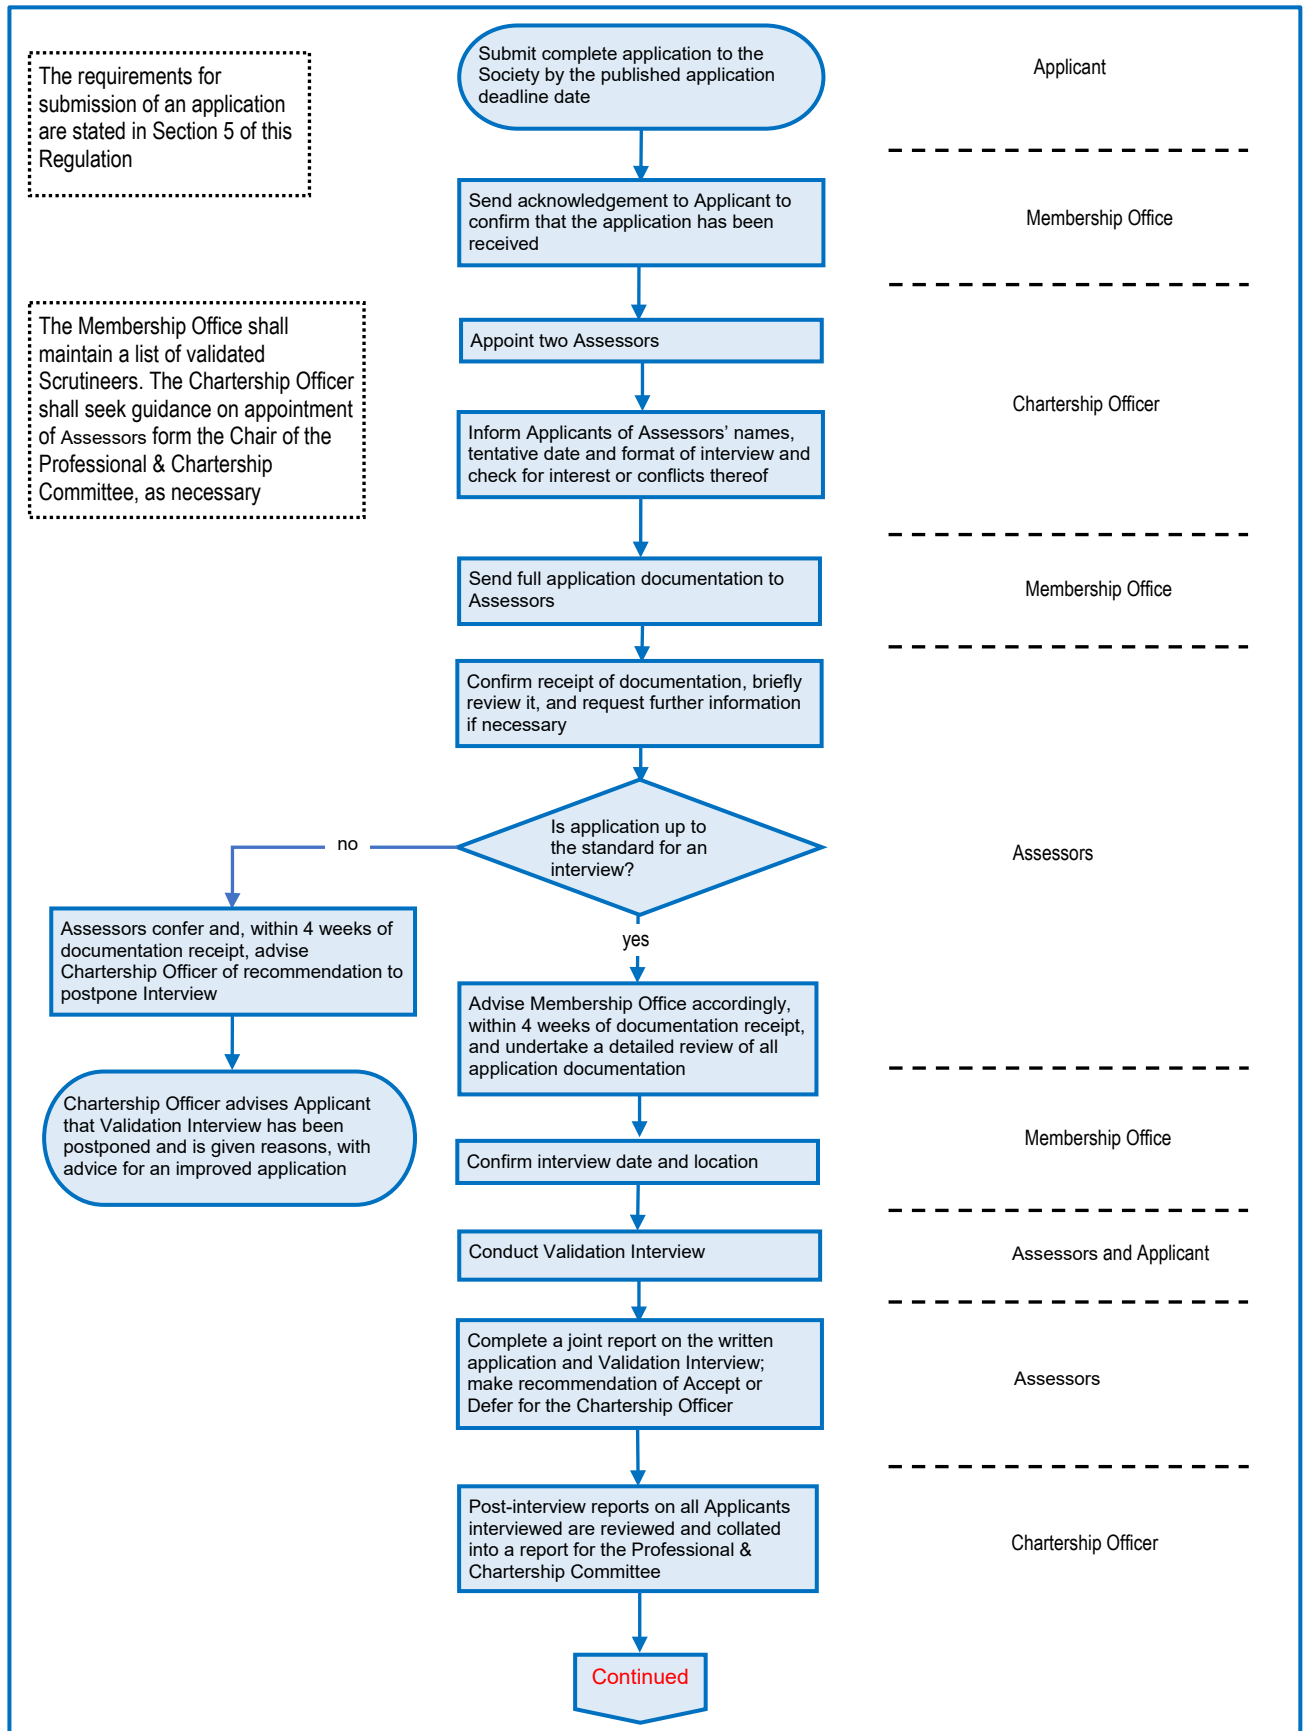 Submit complete application to the
Society by the published application
deadline date
Applicant
The requirements for
submission of an application
are stated in Section 5 of this
Regulation
Send acknowledgement to Applicant to
confirm that the application has been
received
Membership Office
The Membership Office shall
maintain a list of validated
Scrutineers. The Chartership Officer
shall seek guidance on appointment
of Assessors form the Chair of the
Professional & Chartership
Committee, as necessary
Appoint two Assessors
Chartership Officer
Inform Applicants of Assessors’ names,
tentative date and format of interview and
check for interest or conflicts thereof
Send full application documentation to
Assessors
Membership Office
Confirm receipt of documentation, briefly
review it, and request further information
if necessary
Is application up to
the standard for an
interview?
no
Assessors
yes
Assessors confer and, within 4 weeks of
documentation receipt, advise
Chartership Officer of recommendation to
postpone Interview
Advise Membership Office accordingly,
within 4 weeks of documentation receipt,
and undertake a detailed review of all
application documentation
Chartership Officer advises Applicant
that Validation Interview has been
postponed and is given reasons, with
advice for an improved application
Membership Office
Confirm interview date and location
Conduct Validation Interview
Assessors and Applicant
Complete a joint report on the written
application and Validation Interview;
make recommendation of Accept or
Defer for the Chartership Officer
Assessors
Post-interview reports on all Applicants
interviewed are reviewed and collated
into a report for the Professional &
Chartership Committee
Chartership Officer
Continued